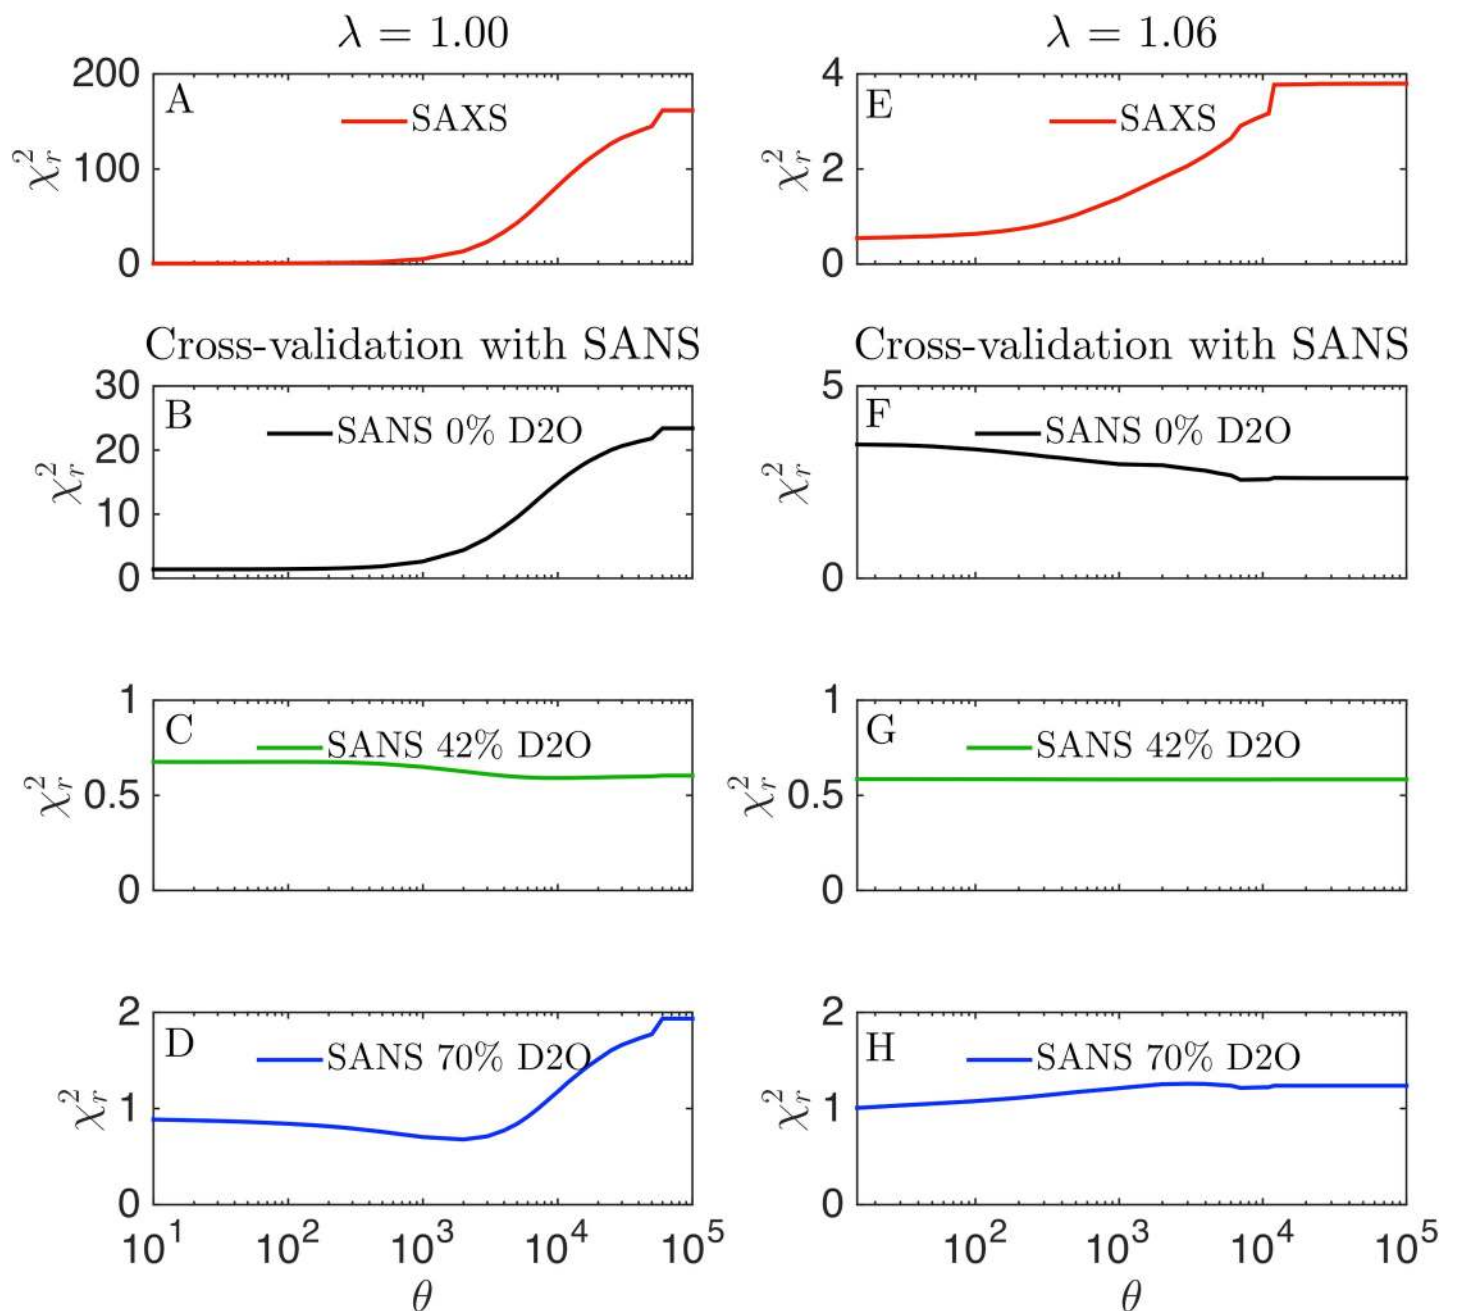 λ = 1.00
200
100
0
χ²ᵣ
A
SAXS
Cross-validation with SANS
30
20
10
0
χ²ᵣ
B
SANS 0% D2O
1
0.5
0
χ²ᵣ
C
SANS 42% D2O
2
1
0
χ²ᵣ
D
SANS 70% D2O
10¹ 10² 10³ 10⁴ 10⁵
θ
λ = 1.06
4
2
0
χ²ᵣ
E
SAXS
Cross-validation with SANS
5
0
χ²ᵣ
F
SANS 0% D2O
1
0.5
0
χ²ᵣ
G
SANS 42% D2O
2
1
0
χ²ᵣ
H
SANS 70% D2O
10² 10³ 10⁴ 10⁵
θ